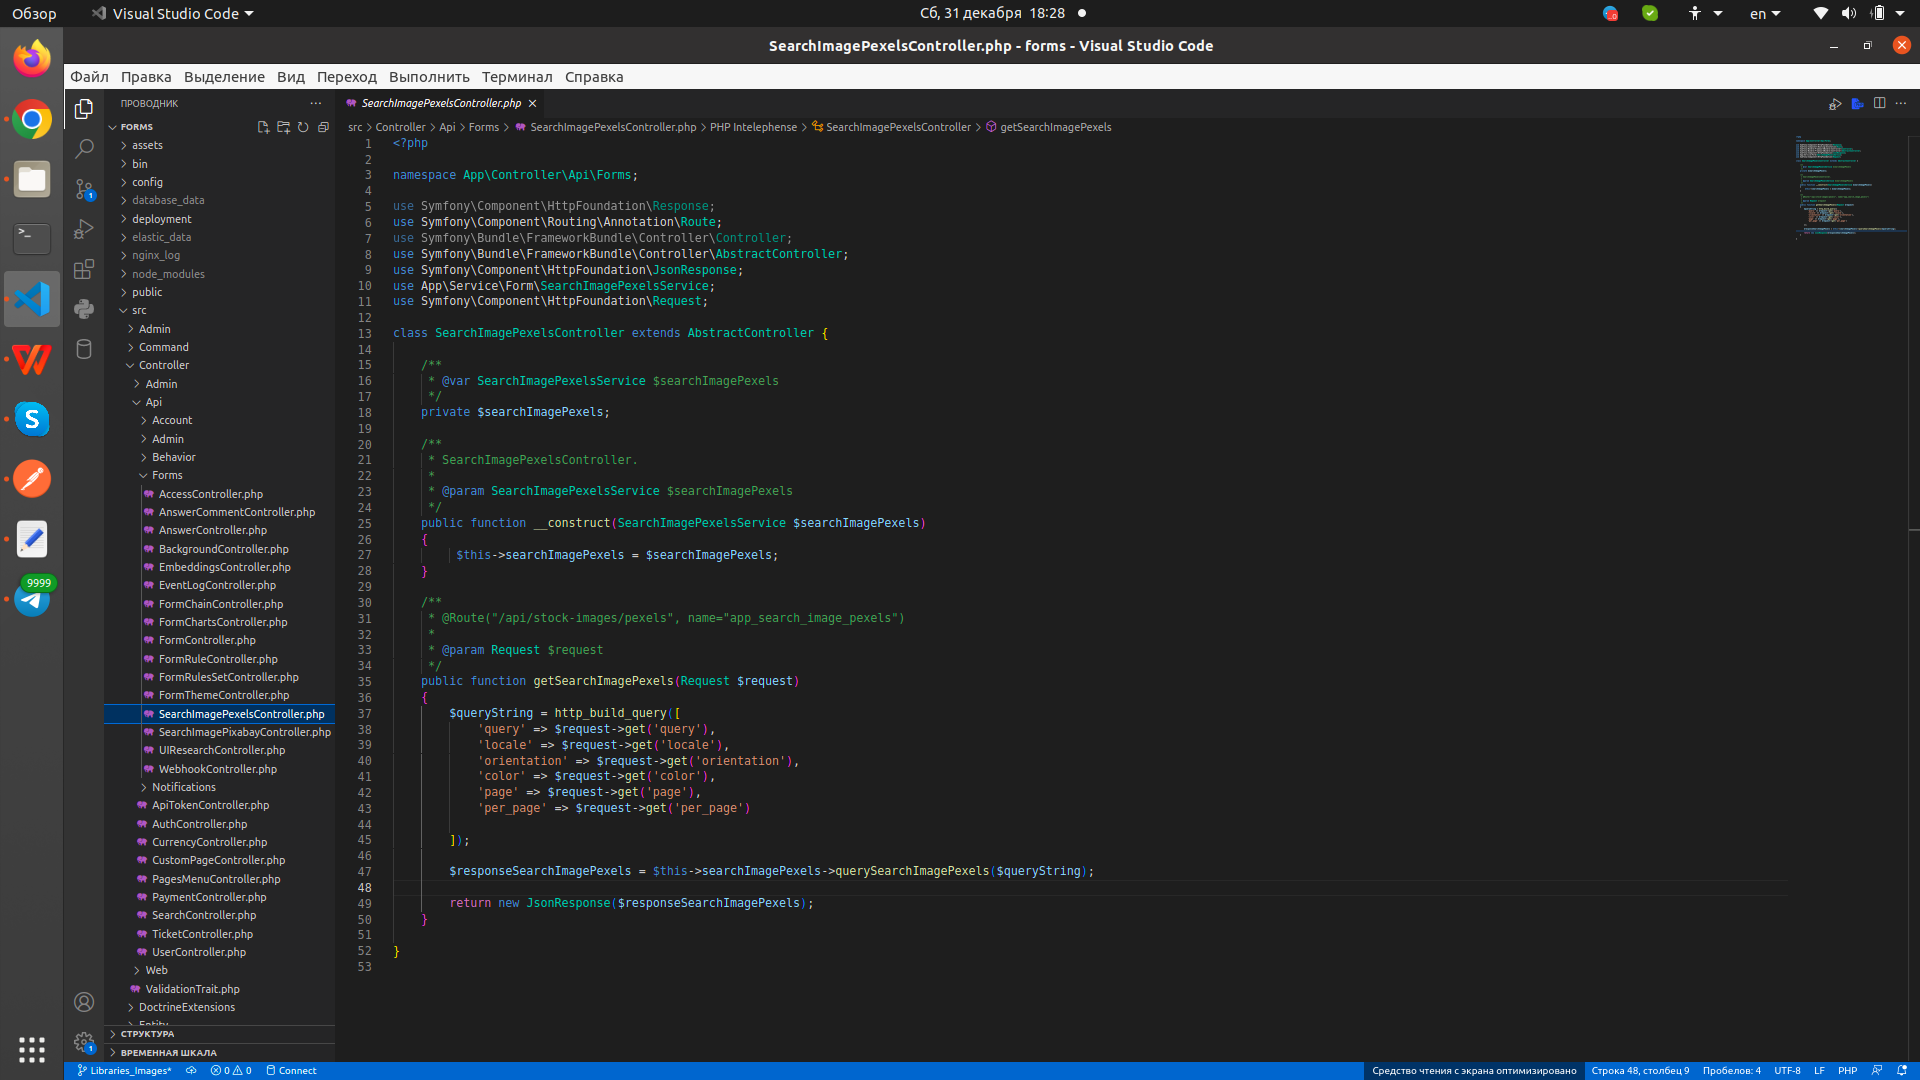 Обзор
Visual Studio Code
Сб, 31 декабря 18:28
en
SearchImagePexelsController.php - forms - Visual Studio Code
Файл Правка Выделение Вид Переход Выполнить Терминал Справка
ПРОВОДНИК
SearchImagePexelsController.php
FORMS
src > Controller > Api > Forms > SearchImagePexelsController.php > PHP Intelephense > SearchImagePexelsController > getSearchImagePexels
assets
bin
config
database_data
deployment
elastic_data
nginx_log
node_modules
public
src
Admin
Command
Controller
Admin
Api
Account
Admin
Behavior
Forms
AccessController.php
AnswerCommentController.php
AnswerController.php
BackgroundController.php
EmbeddingsController.php
EventLogController.php
FormChainController.php
FormChartsController.php
FormController.php
FormRuleController.php
FormRulesSetController.php
FormThemeController.php
SearchImagePexelsController.php
SearchImagePixabayController.php
UIResearchController.php
WebhookController.php
Notifications
ApiTokenController.php
AuthController.php
CurrencyController.php
CustomPageController.php
PagesMenuController.php
PaymentController.php
SearchController.php
TicketController.php
UserController.php
Web
ValidationTrait.php
DoctrineExtensions
Entity
СТРУКТУРА
ВРЕМЕННАЯ ШКАЛА
1
1
9999
1 <?php
2
3 namespace App\Controller\Api\Forms;
4
5 use Symfony\Component\HttpFoundation\Response;
6 use Symfony\Component\Routing\Annotation\Route;
7 use Symfony\Bundle\FrameworkBundle\Controller\Controller;
8 use Symfony\Bundle\FrameworkBundle\Controller\AbstractController;
9 use Symfony\Component\HttpFoundation\JsonResponse;
10 use App\Service\Form\SearchImagePexelsService;
11 use Symfony\Component\HttpFoundation\Request;
12
13 class SearchImagePexelsController extends AbstractController {
14
15 /**
16 * @var SearchImagePexelsService $searchImagePexels
17 */
18 private $searchImagePexels;
19
20 /**
21 * SearchImagePexelsController.
22 *
23 * @param SearchImagePexelsService $searchImagePexels
24 */
25 public function __construct(SearchImagePexelsService $searchImagePexels)
26 {
27 $this->searchImagePexels = $searchImagePexels;
28 }
29
30 /**
31 * @Route("/api/stock-images/pexels", name="app_search_image_pexels")
32 *
33 * @param Request $request
34 */
35 public function getSearchImagePexels(Request $request)
36 {
37 $queryString = http_build_query([
38 'query' => $request->get('query'),
39 'locale' => $request->get('locale'),
40 'orientation' => $request->get('orientation'),
41 'color' => $request->get('color'),
42 'page' => $request->get('page'),
43 'per_page' => $request->get('per_page')
44
45 ]);
46
47 $responseSearchImagePexels = $this->searchImagePexels->querySearchImagePexels($queryString);
48
49 return new JsonResponse($responseSearchImagePexels);
50 }
51
52 }
53
Libraries_Images* 0 0 Connect
Средство чтения с экрана оптимизировано Строка 48, столбец 9 Пробелов: 4 UTF-8 LF PHP